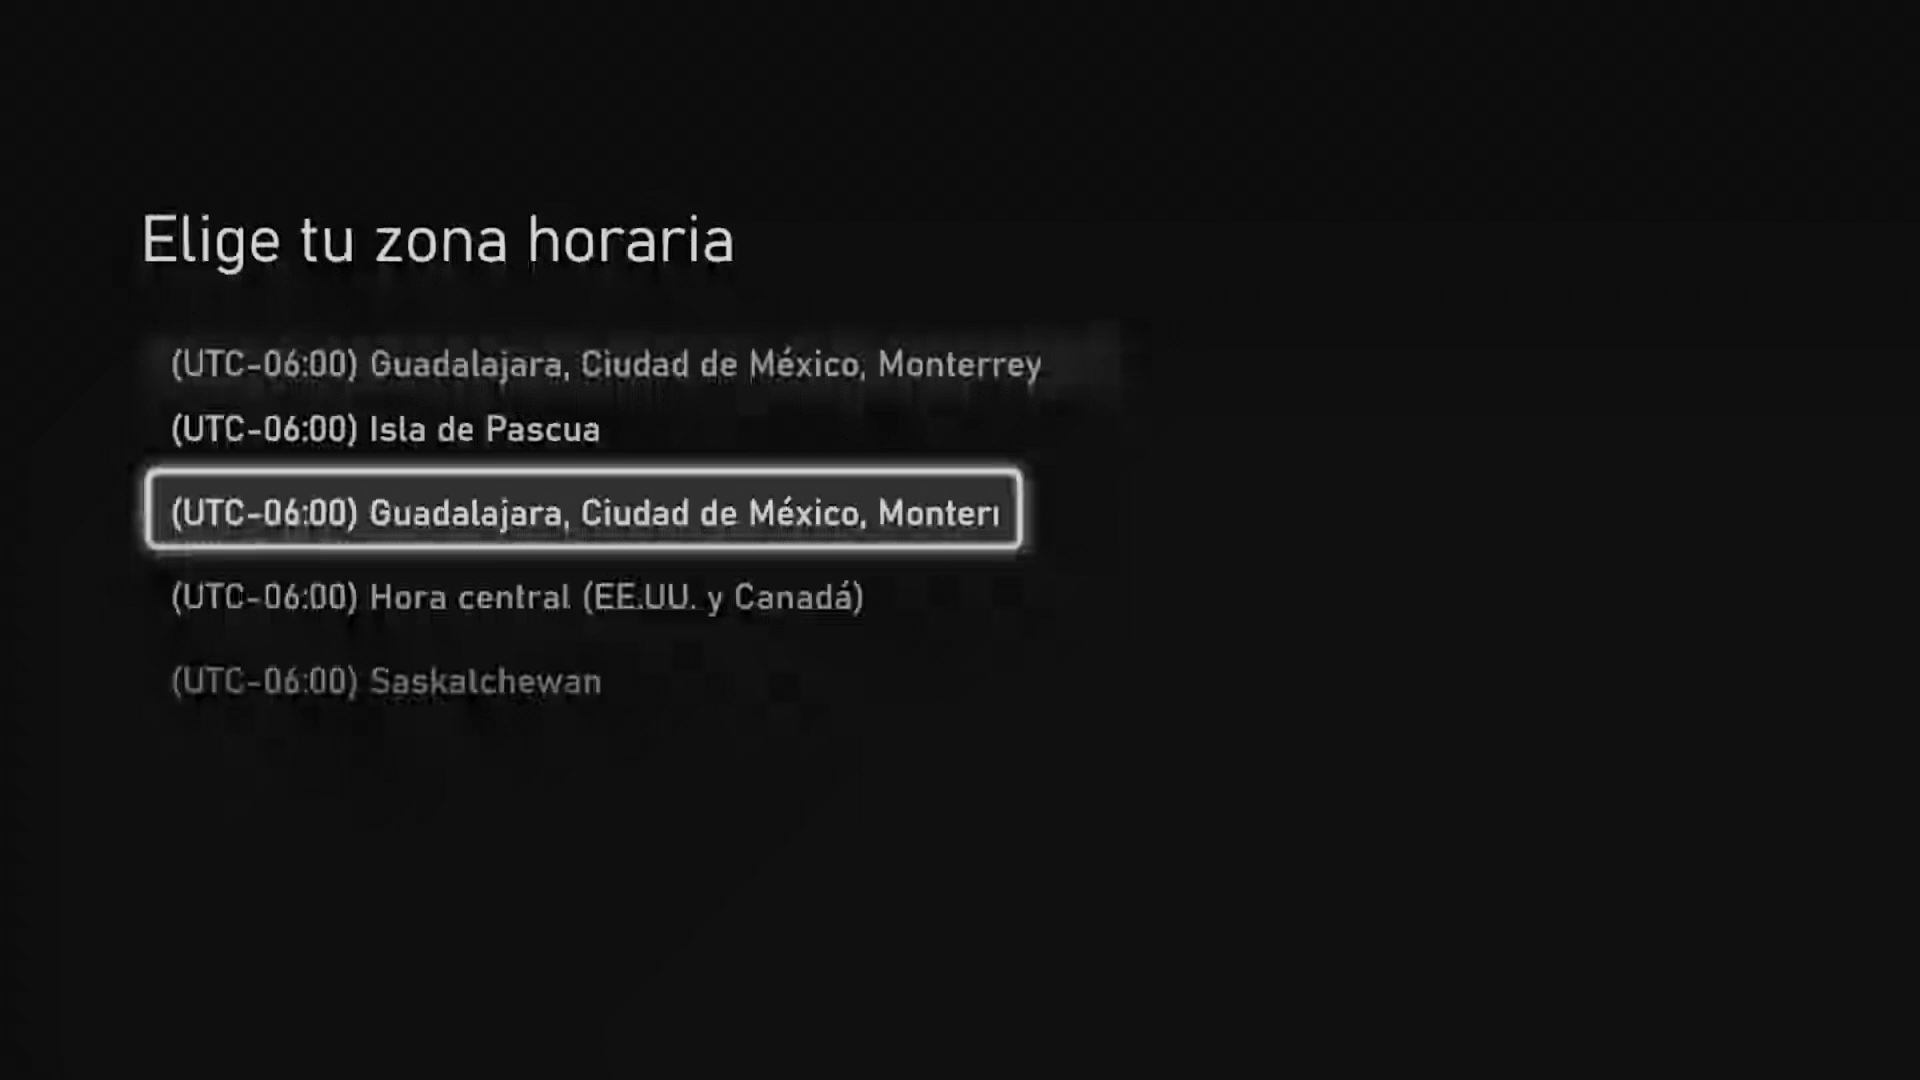 Elige tu zona horaria
(UTC-06:00) Guadalajara, Ciudad de México, Monterrey
(UTC-06:00) Isla de Pascua
(UTC-06:00) Guadalajara, Ciudad de México, Monterr
(UTC-06:00) Hora central (EE.UU. y Canadá)
(UTC-06:00) Saskatchewan